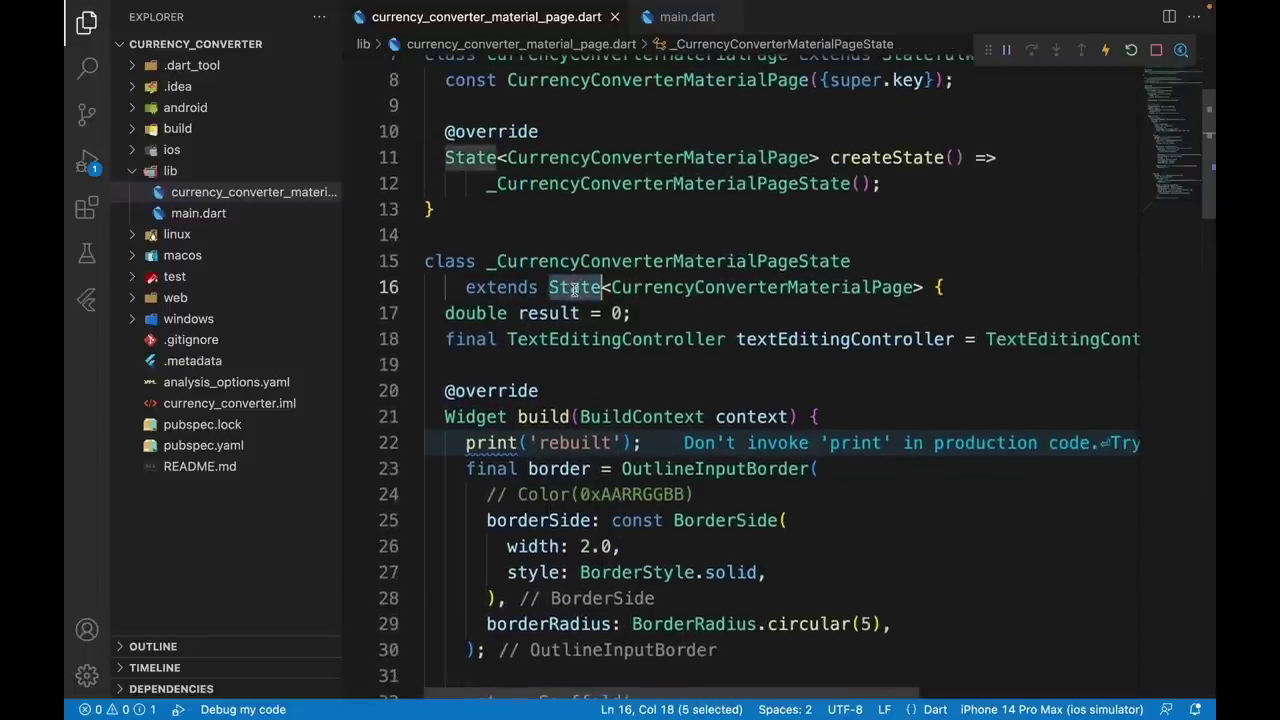 EXPLORER
CURRENCY_CONVERTER
.dart_tool
.idea
android
build
ios
1
lib
currency_converter_materi...
main.dart
linux
macos
test
web
windows
.gitignore
.metadata
analysis_options.yaml
currency_converter.iml
pubspec.lock
pubspec.yaml
README.md
OUTLINE
TIMELINE
DEPENDENCIES
currency_converter_material_page.dart
main.dart
lib > currency_converter_material_page.dart > _CurrencyConverterMaterialPageState
class CurrencyConverterMaterialPage extends
8 const CurrencyConverterMaterialPage({super.key});
9
10 @override
11 State<CurrencyConverterMaterialPage> createState() =>
12 _CurrencyConverterMaterialPageState();
13 }
14
15 class _CurrencyConverterMaterialPageState
16 extends State<CurrencyConverterMaterialPage> {
17 double result = 0;
18 final TextEditingController textEditingController = TextEditingCont
19
20 @override
21 Widget build(BuildContext context) {
22 print('rebuilt'); Don't invoke 'print' in production code.⏎Try
23 final border = OutlineInputBorder(
24 // Color(0xAARRGGBB)
25 borderSide: const BorderSide(
26 width: 2.0,
27 style: BorderStyle.solid,
28 ), // BorderSide
29 borderRadius: BorderRadius.circular(5),
30 ); // OutlineInputBorder
31
0 0 1 Debug my code Ln 16, Col 18 (5 selected) Spaces: 2 UTF-8 LF {} Dart iPhone 14 Pro Max (ios simulator)